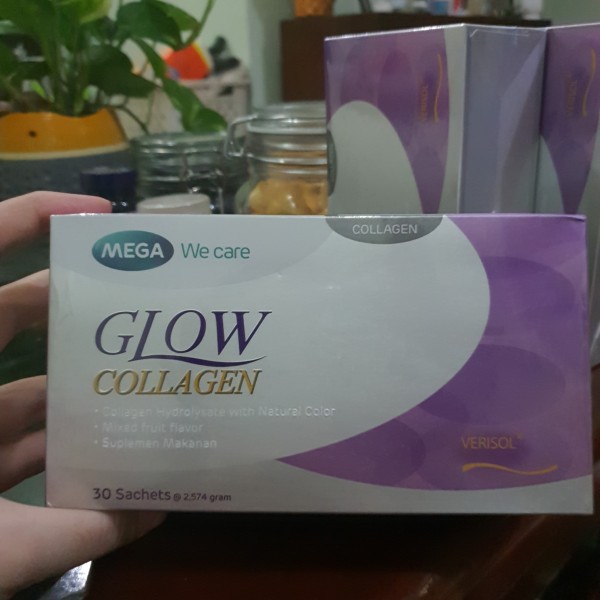 COLLAGEN
MEGA We care
GLOW
COLLAGEN
• Collagen Hydrolysate with Natural Color
• Mixed fruit flavor
• Suplemen Makanan
VERISOL®
30 Sachets @ 2,574 gram
VERISOL